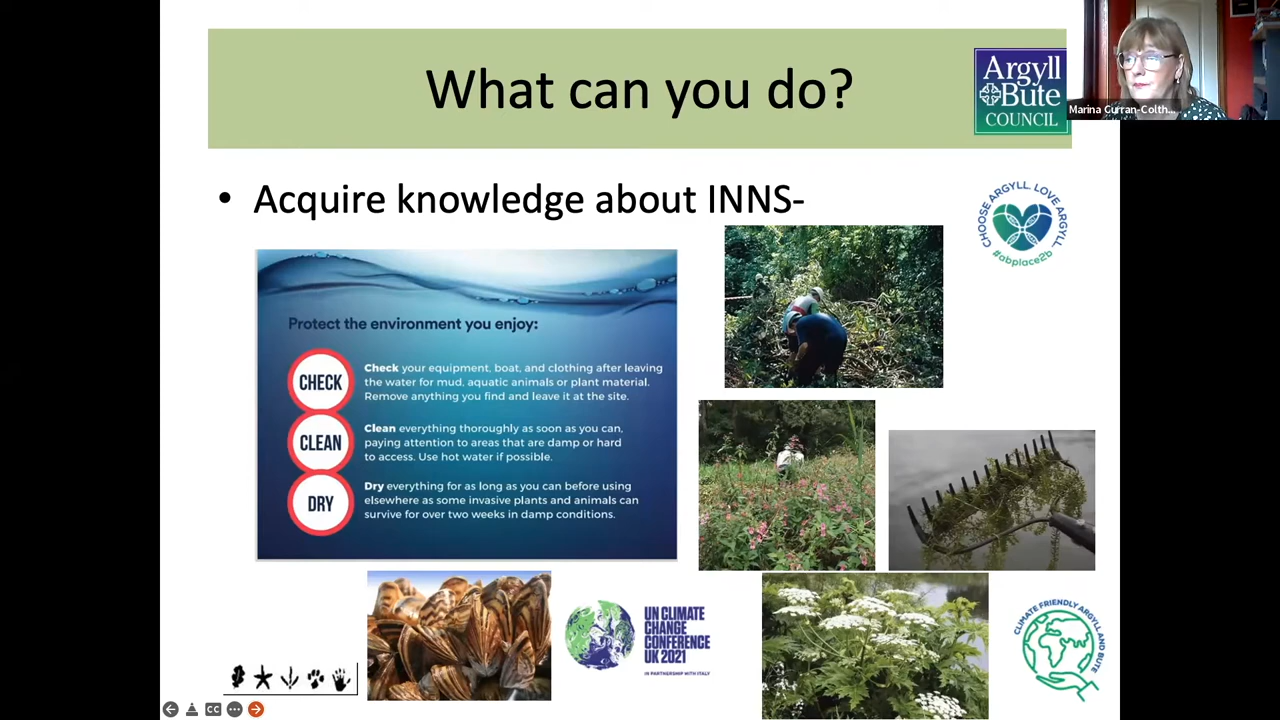 What can you do?
Argyll
Bute
COUNCIL
Marina Curran-Colth...
• Acquire knowledge about INNS-
CHOOSE ARGYLL. LOVE ARGYLL.
#abplace2b
Protect the environment you enjoy:
CHECK
Check your equipment, boat, and clothing after leaving
the water for mud, aquatic animals or plant material.
Remove anything you find and leave it at the site.
CLEAN
Clean everything thoroughly as soon as you can,
paying attention to areas that are damp or hard
to access. Use hot water if possible.
DRY
Dry everything for as long as you can before using
elsewhere as some invasive plants and animals can
survive for over two weeks in damp conditions.
UN CLIMATE
CHANGE
CONFERENCE
UK 2021
IN PARTNERSHIP WITH ITALY
CLIMATE FRIENDLY ARGYLL AND BUTE
CC